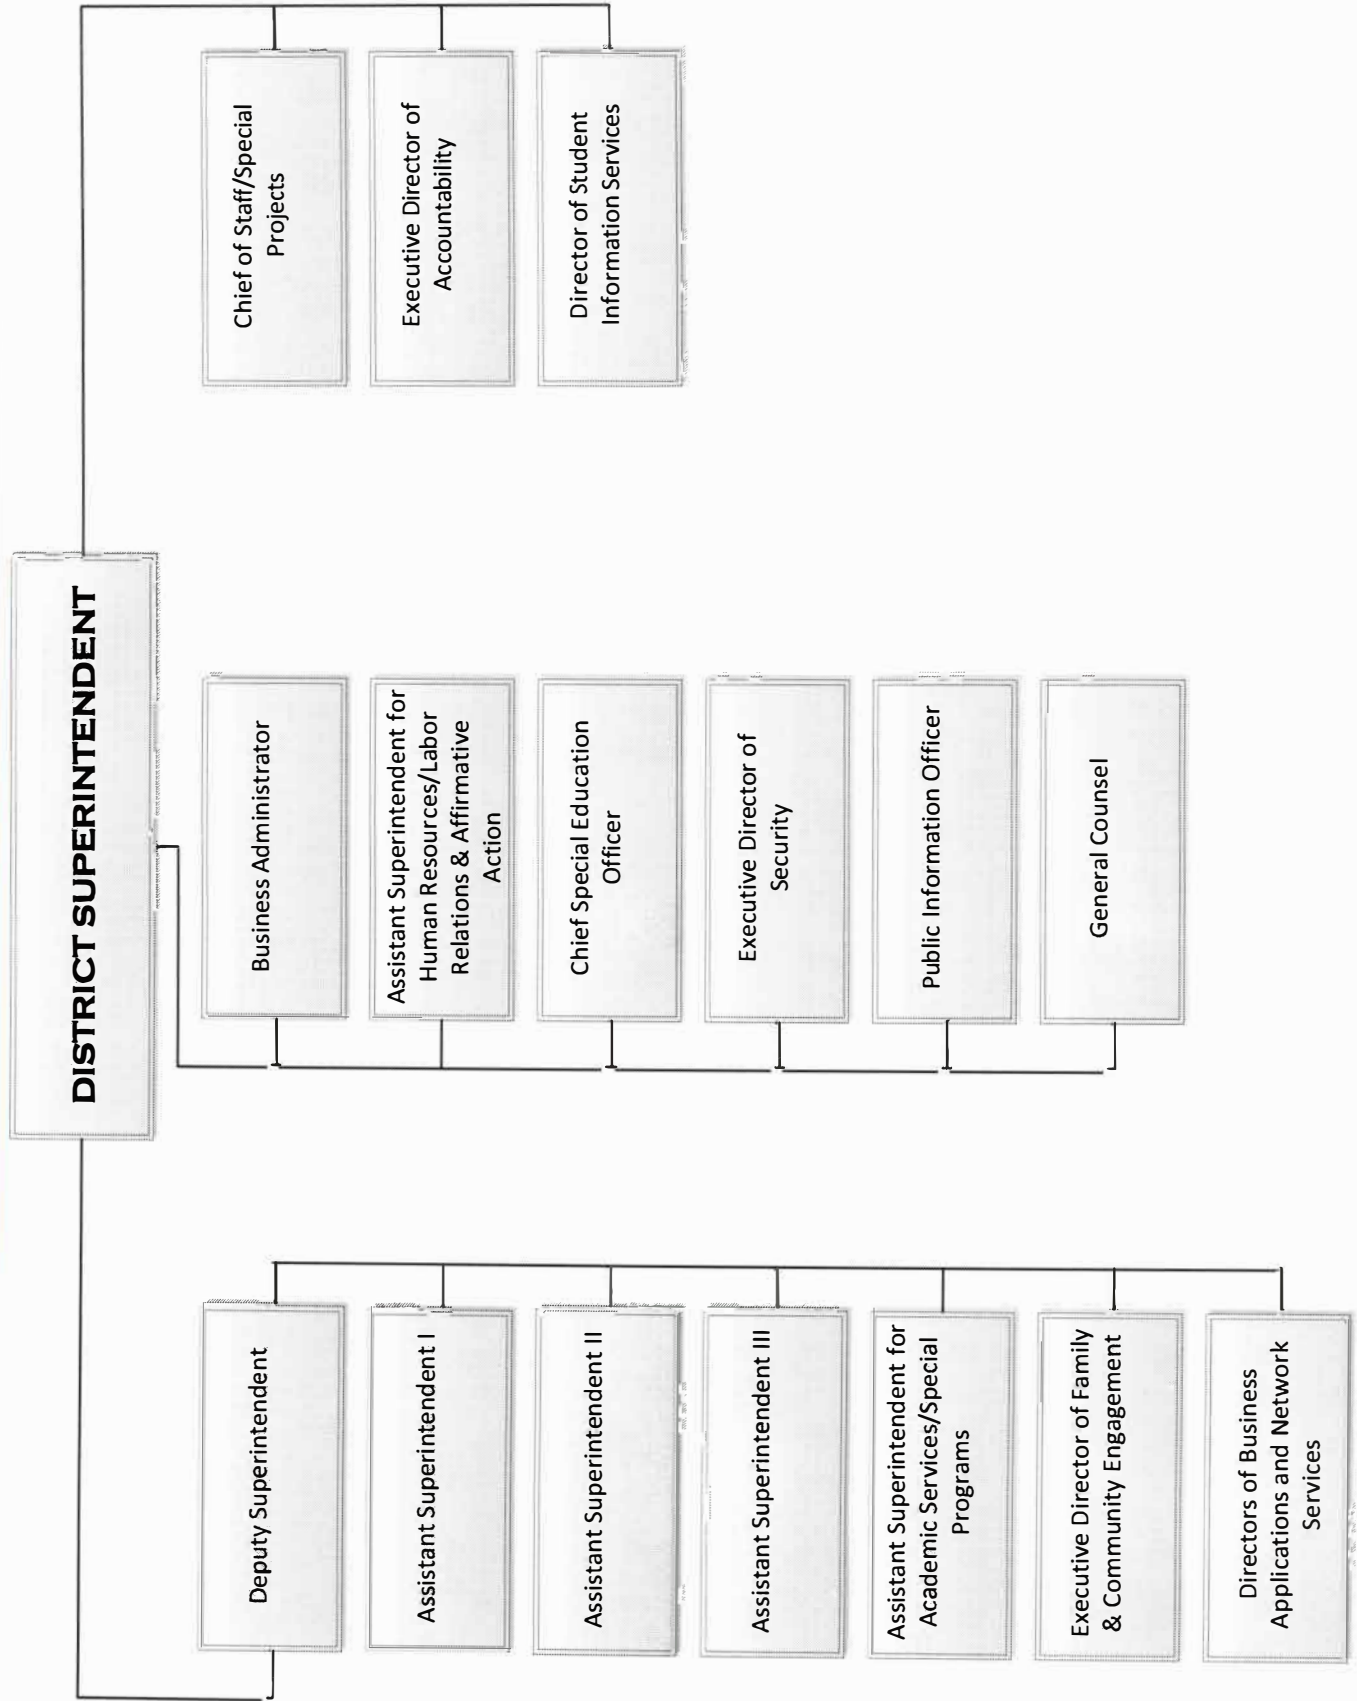 DISTRICT SUPERINTENDENT
Deputy Superintendent
Assistant Superintendent I
Assistant Superintendent II
Assistant Superintendent III
Assistant Superintendent for
Academic Services/Special
Programs
Executive Director of Family
& Community Engagement
Directors of Business
Applications and Network
Services
Business Administrator
Assistant Superintendent for
Human Resources/Labor
Relations & Affirmative
Action
Chief Special Education
Officer
Executive Director of
Security
Public Information Officer
General Counsel
Chief of Staff/Special
Projects
Executive Director of
Accountability
Director of Student
Information Services